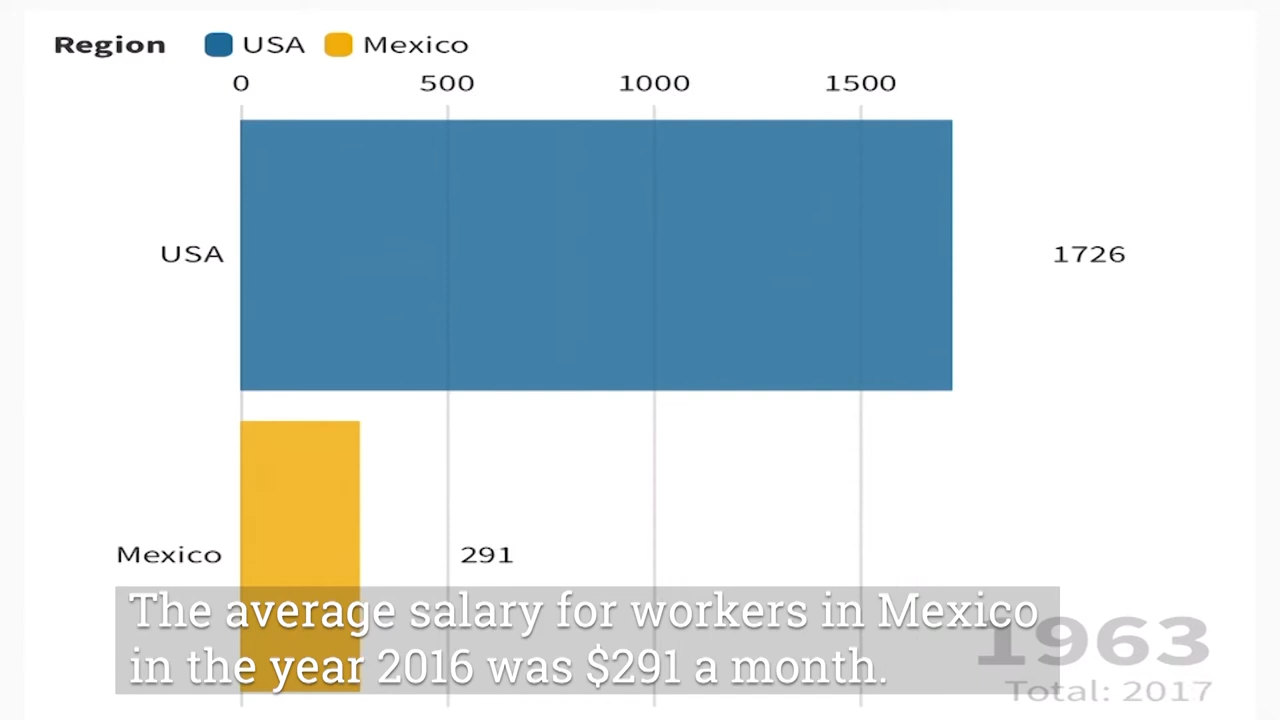 Region USA Mexico
0 500 1000 1500
USA 1726
Mexico 291
The average salary for workers in Mexico
in the year 2016 was $291 a month.
1963
Total: 2017